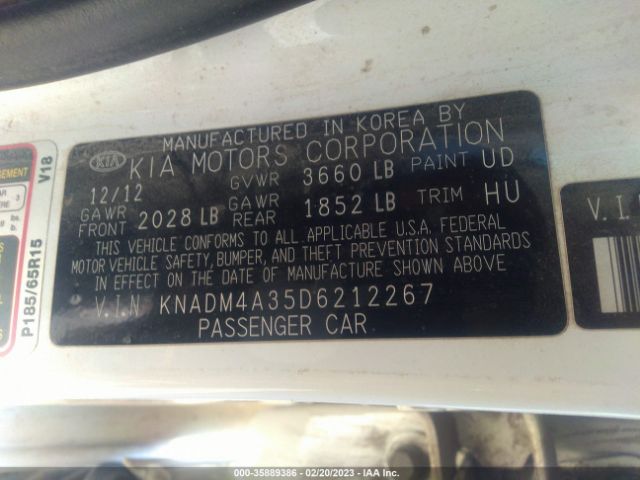 MANUFACTURED IN KOREA BY
KIA KIA MOTORS CORPORATION
12/12 GVWR 3660 LB PAINT UD
GAWR FRONT 2028 LB GAWR REAR 1852 LB TRIM HU
THIS VEHICLE CONFORMS TO ALL APPLICABLE U.S.A. FEDERAL
MOTOR VEHICLE SAFETY, BUMPER, AND THEFT PREVENTION STANDARDS
IN EFFECT ON THE DATE OF MANUFACTURE SHOWN ABOVE
V.I.N KNADM4A35D6212267
PASSENGER CAR
P185/65R15 V18
V.I.
000-35889386 - 02/20/2023 - IAA Inc.